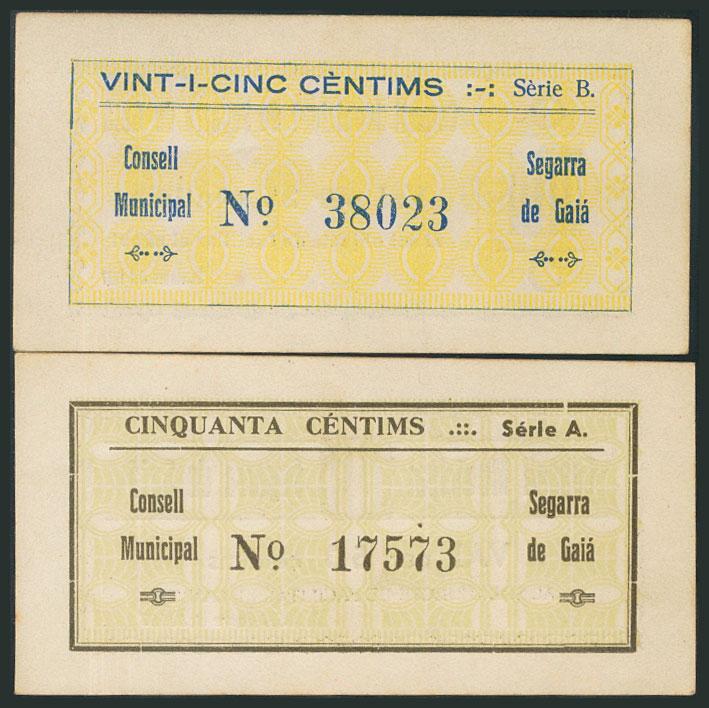 VINT-I-CINC CÈNTIMS :-: Sèrie B.
Consell Municipal
Nº 38023
Segarra de Gaiá
CINQUANTA CÉNTIMS .::. Série A.
Consell Municipal
Nº 17573
Segarra de Gaiá